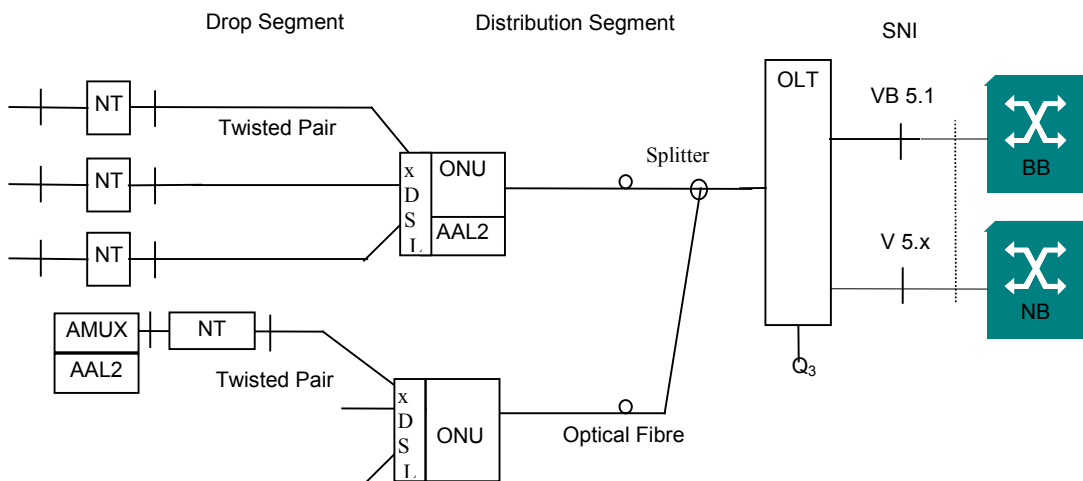 Drop Segment
Distribution Segment
SNI
OLT
NT
VB 5.1
Twisted Pair
Splitter
x
D
S
L
ONU
BB
NT
AAL2
V 5.x
NT
NB
AMUX
NT
AAL2
Q3
Twisted Pair
x
D
S
L
ONU
Optical Fibre